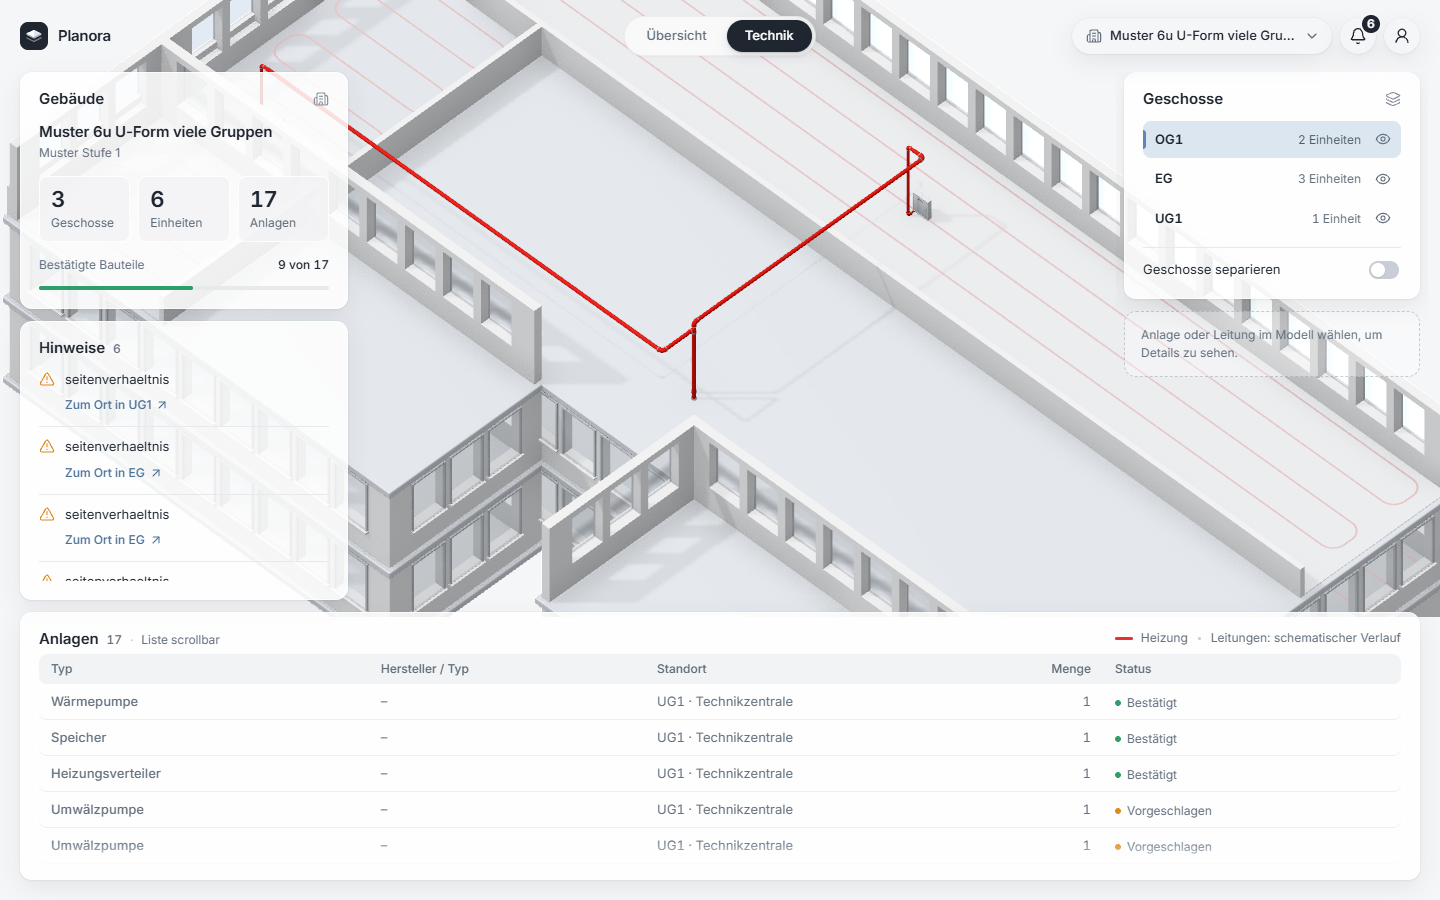 Planora
Übersicht
Technik
Muster 6u U-Form viele Gru...
6
Gebäude
Muster 6u U-Form viele Gruppen
Muster Stufe 1
3
Geschosse
6
Einheiten
17
Anlagen
Bestätigte Bauteile
9 von 17
Hinweise 6
seitenverhaeltnis
Zum Ort in UG1
seitenverhaeltnis
Zum Ort in EG
seitenverhaeltnis
Zum Ort in EG
seitenverhaeltnis
Geschosse
OG1 2 Einheiten
EG 3 Einheiten
UG1 1 Einheit
Geschosse separieren
Anlage oder Leitung im Modell wählen, um
Details zu sehen.
Anlagen 17 · Liste scrollbar
Heizung · Leitungen: schematischer Verlauf
Typ Hersteller / Typ Standort Menge Status
Wärmepumpe – UG1 · Technikzentrale 1 Bestätigt
Speicher – UG1 · Technikzentrale 1 Bestätigt
Heizungsverteiler – UG1 · Technikzentrale 1 Bestätigt
Umwälzpumpe – UG1 · Technikzentrale 1 Vorgeschlagen
Umwälzpumpe – UG1 · Technikzentrale 1 Vorgeschlagen